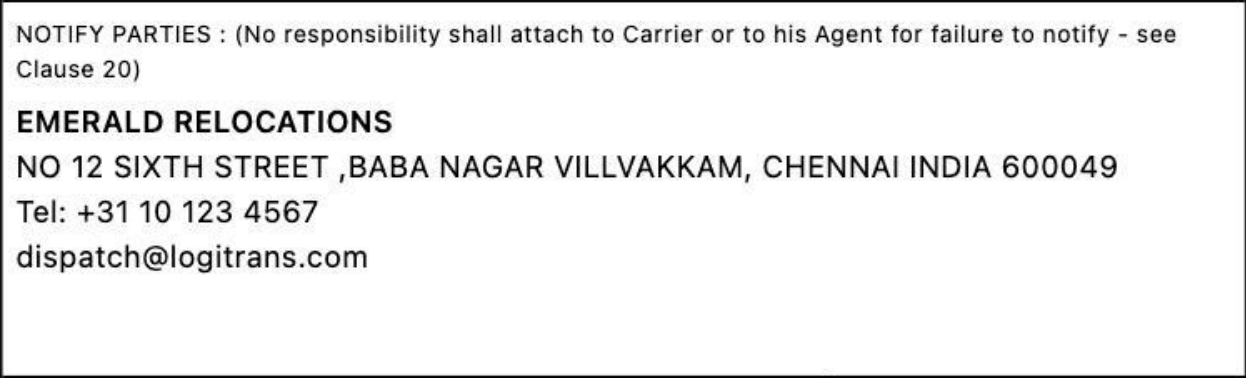 NOTIFY PARTIES : (No responsibility shall attach to Carrier or to his Agent for failure to notify - see
Clause 20)
EMERALD RELOCATIONS
NO 12 SIXTH STREET ,BABA NAGAR VILLVAKKAM, CHENNAI INDIA 600049
Tel: +31 10 123 4567
dispatch@logitrans.com